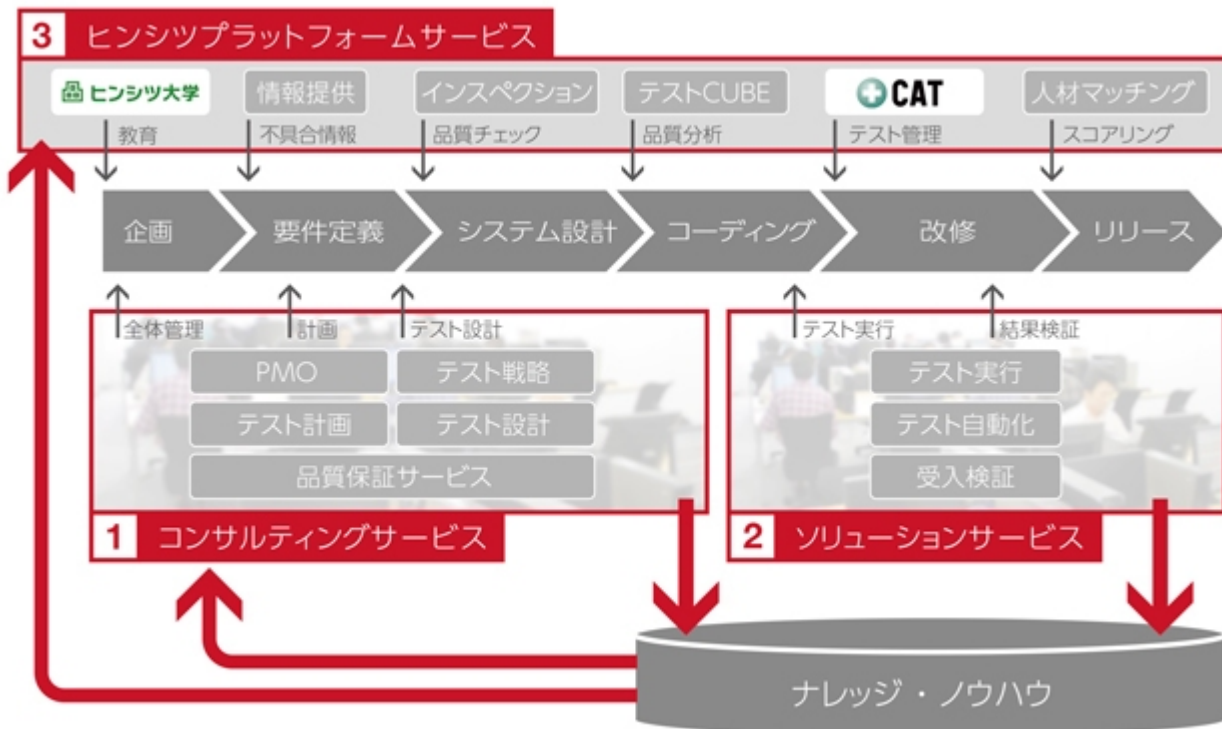 3 ヒンシツプラットフォームサービス
ヒンシツ大学 情報提供 インスペクション テストCUBE CAT 人材マッチング
教育 不具合情報 品質チェック 品質分析 テスト管理 スコアリング
企画 要件定義 システム設計 コーディング 改修 リリース
全体管理 計画 テスト設計
PMO テスト戦略
テスト計画 テスト設計
品質保証サービス
1 コンサルティングサービス
テスト実行 結果検証
テスト実行
テスト自動化
受入検証
2 ソリューションサービス
ナレッジ・ノウハウ